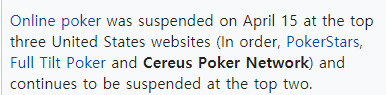 Online poker was suspended on April 15 at the top
three United States websites (In order, PokerStars,
Full Tilt Poker and Cereus Poker Network) and
continues to be suspended at the top two.